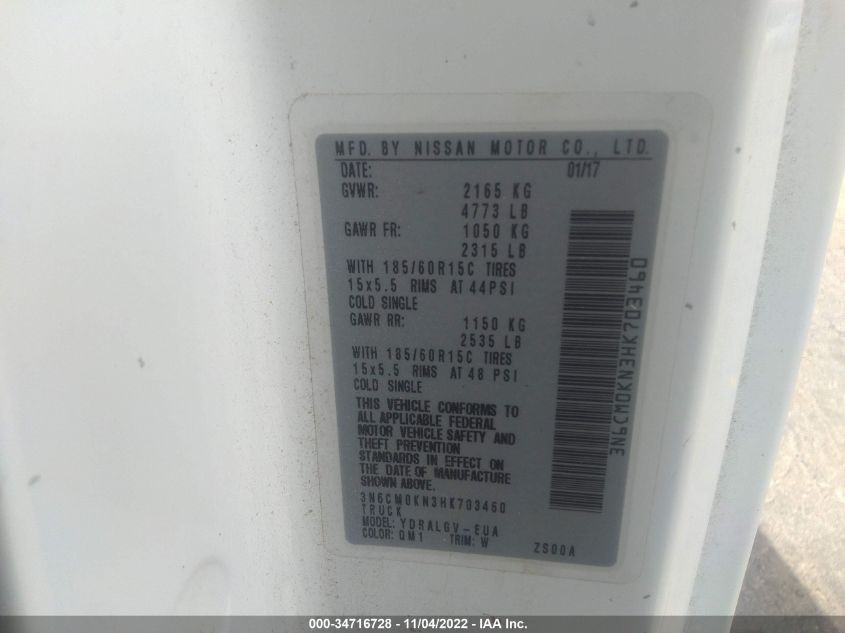 MFD. BY NISSAN MOTOR CO., LTD.
DATE: 01/17
GVWR: 2165 KG
4773 LB
GAWR FR: 1050 KG
2315 LB
WITH 185/60R15C TIRES
15x5.5 RIMS AT 44PSI
COLD SINGLE
GAWR RR: 1150 KG
2535 LB
WITH 185/60R15C TIRES
15x5.5 RIMS AT 48 PSI
COLD SINGLE
THIS VEHICLE CONFORMS TO
ALL APPLICABLE FEDERAL
MOTOR VEHICLE SAFETY AND
THEFT PREVENTION
STANDARDS IN EFFECT ON
THE DATE OF MANUFACTURE
SHOWN ABOVE.
3N6CM0KN3HK703460
TRUCK
MODEL: YDRALGV-EUA
COLOR: QM1 TRIM: W ZS00A
3N6CM0KN3HK703460
000-34716728 - 11/04/2022 - IAA Inc.